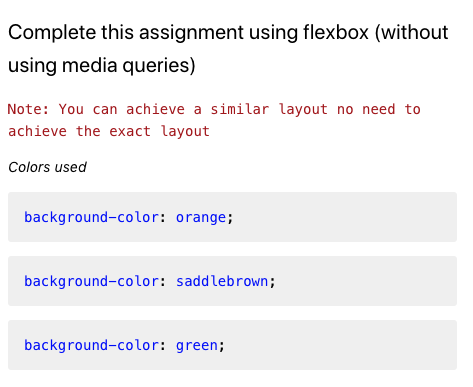 Complete this assignment using flexbox (without
using media queries)
Note: You can achieve a similar layout no need to
achieve the exact layout
Colors used
background-color: orange;
background-color: saddlebrown;
background-color: green;